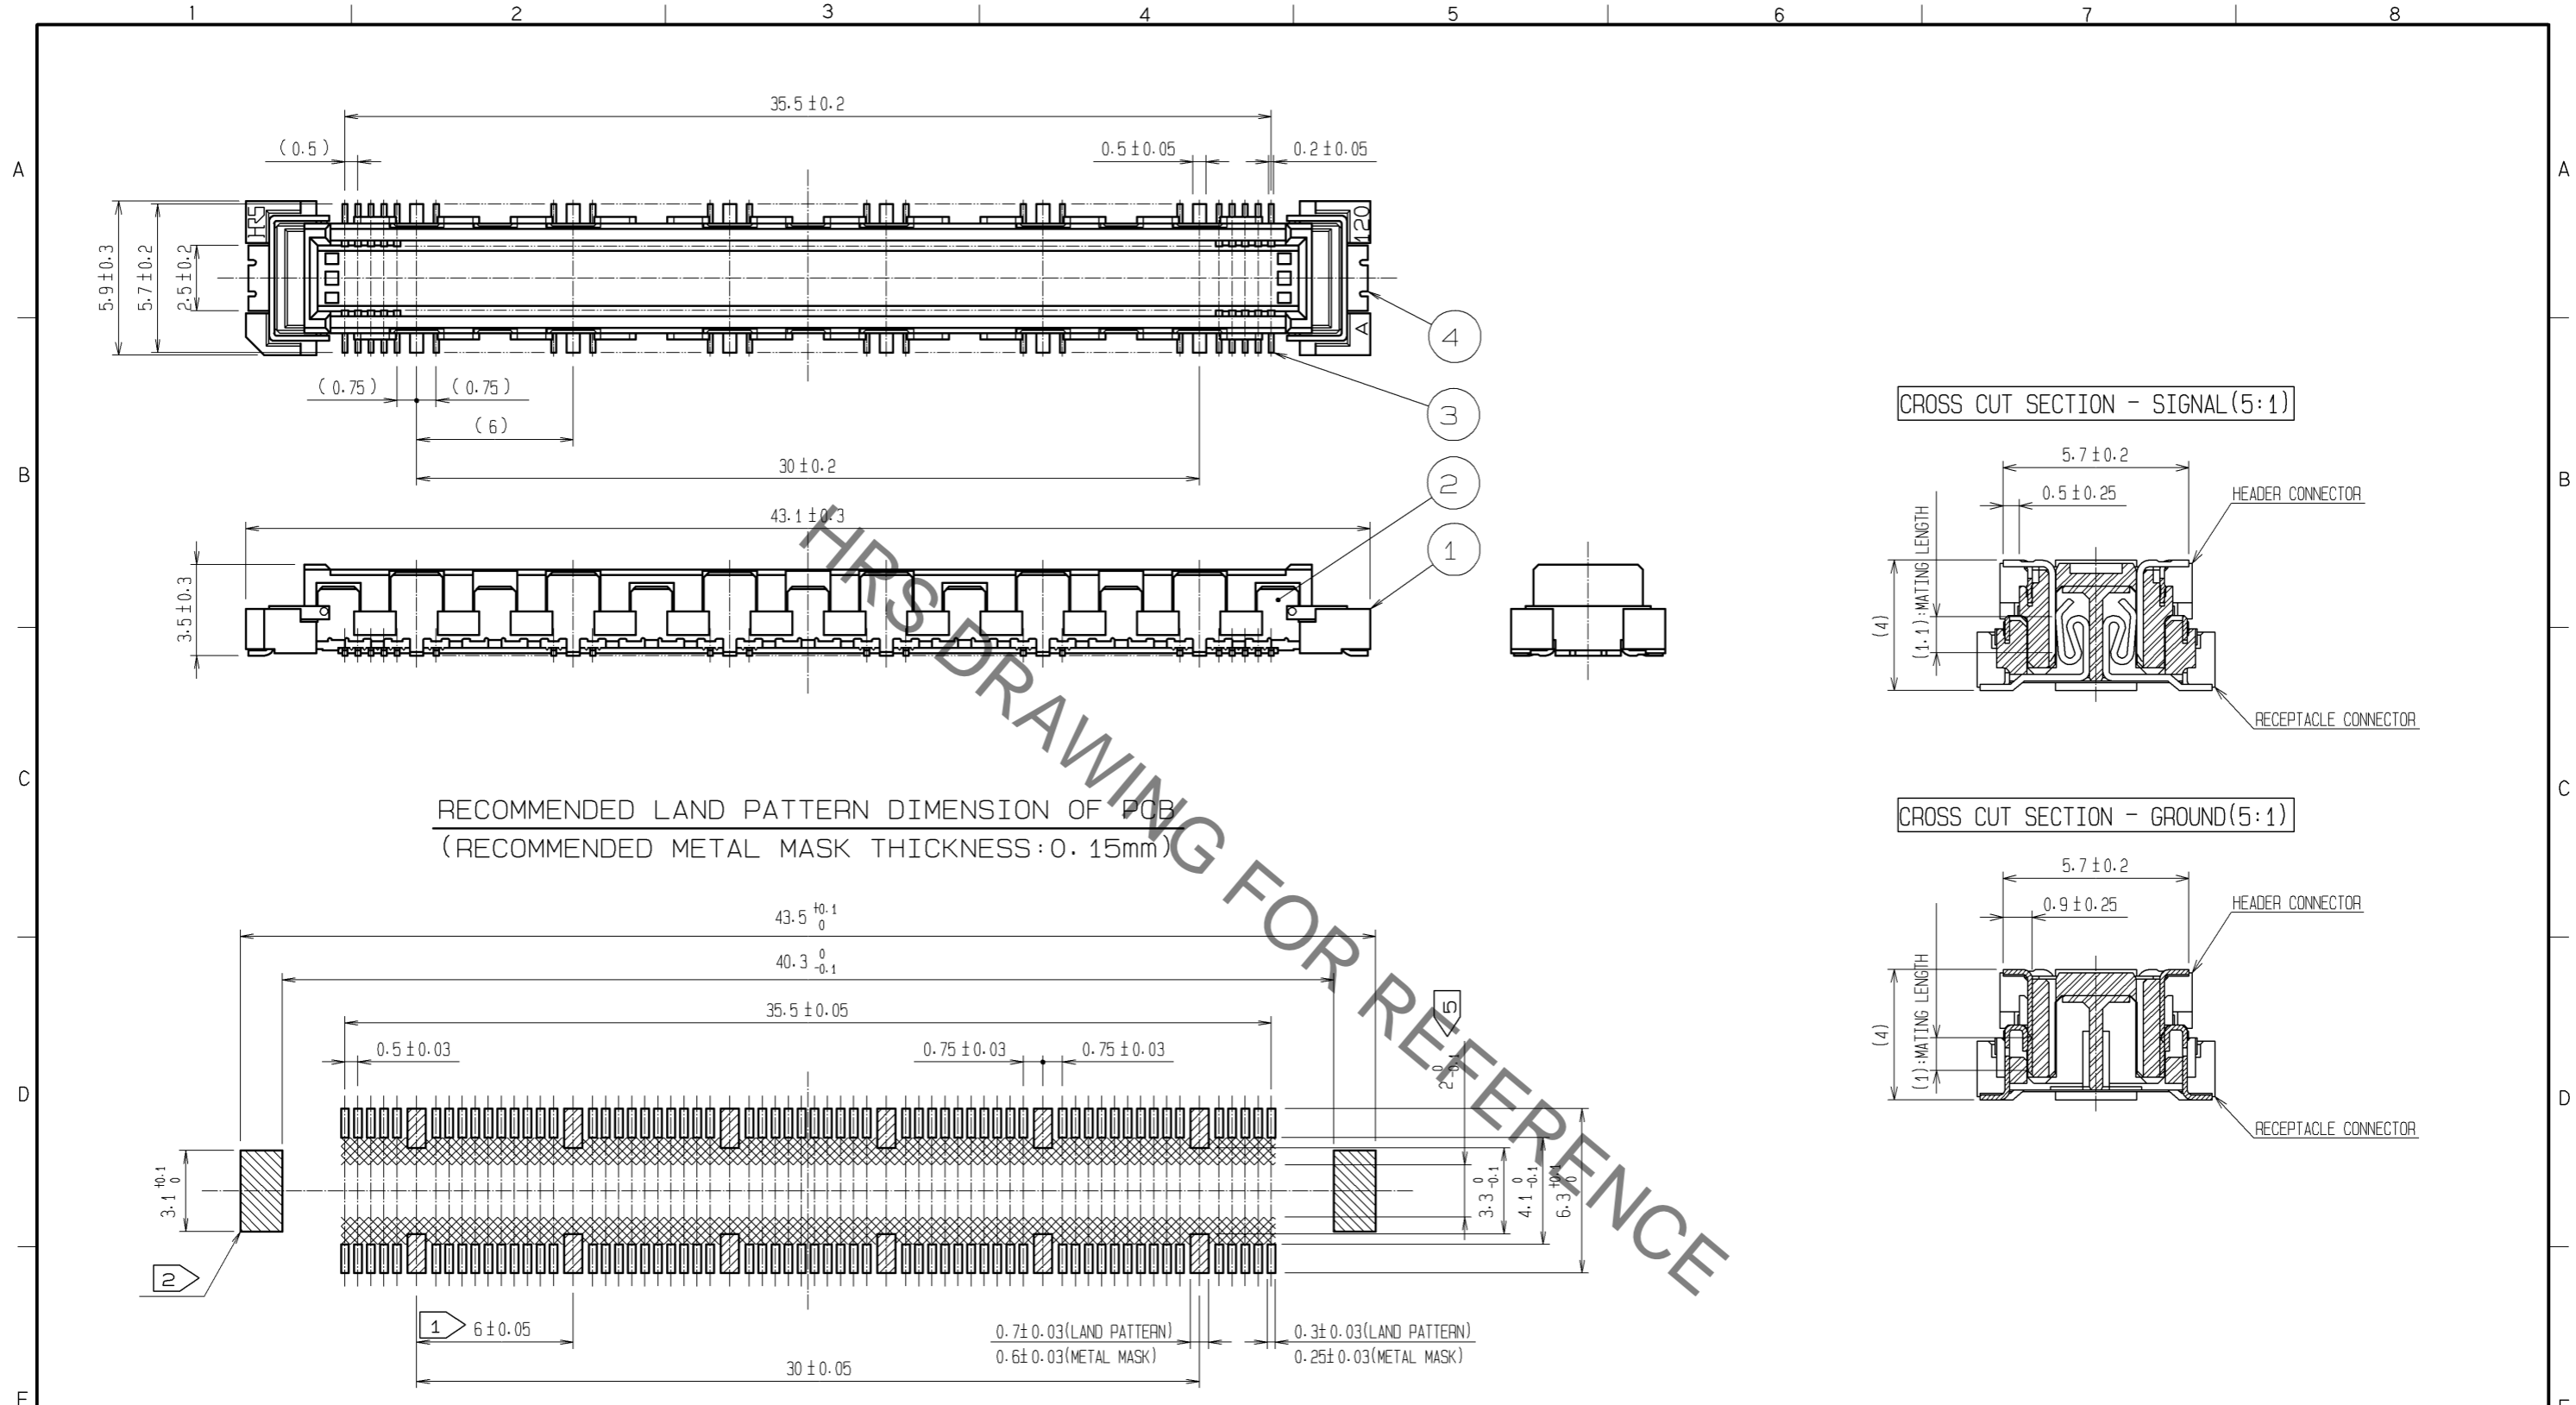 1 2 3 4 5 6 7 8
A A
35.5±0.2
(0.5) 0.5±0.05 0.2±0.05
HRS 120
5.9±0.3 5.7±0.2 2.5±0.2
A
4
(0.75) (0.75)
3
(6)
30±0.2
2
B B
43.1±0.3
1
3.5±0.3
CROSS CUT SECTION - SIGNAL(5:1)
5.7±0.2
0.5±0.25
HEADER CONNECTOR
(4)
(1.1):MATING LENGTH
RECEPTACLE CONNECTOR
C C
RECOMMENDED LAND PATTERN DIMENSION OF PCB
(RECOMMENDED METAL MASK THICKNESS:0.15mm)
CROSS CUT SECTION - GROUND(5:1)
5.7±0.2
0.9±0.25
HEADER CONNECTOR
(4)
(1):MATING LENGTH
RECEPTACLE CONNECTOR
43.5 +0.1 0
40.3 0 -0.1
35.5±0.05
5
0.5±0.03 0.75±0.03 0.75±0.03
2 0 -0.1
D D
3.1 +0.1 0
3.3 0 -0.1
4.1 0 -0.1
6.3 +0.1 0
2
1 6±0.05
0.7±0.03(LAND PATTERN) 0.3±0.03(LAND PATTERN)
0.6±0.03(METAL MASK) 0.25±0.03(METAL MASK)
30±0.05
HRS DRAWING FOR REFERENCE